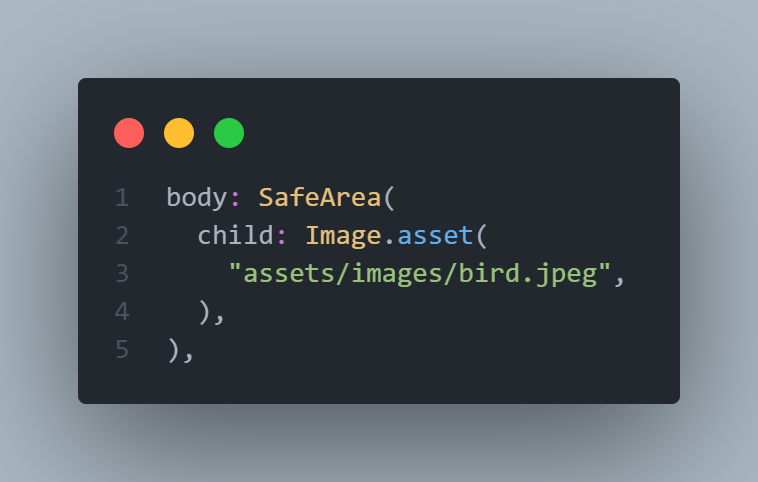 1 body: SafeArea(
2   child: Image.asset(
3     "assets/images/bird.jpeg",
4   ),
5 ),